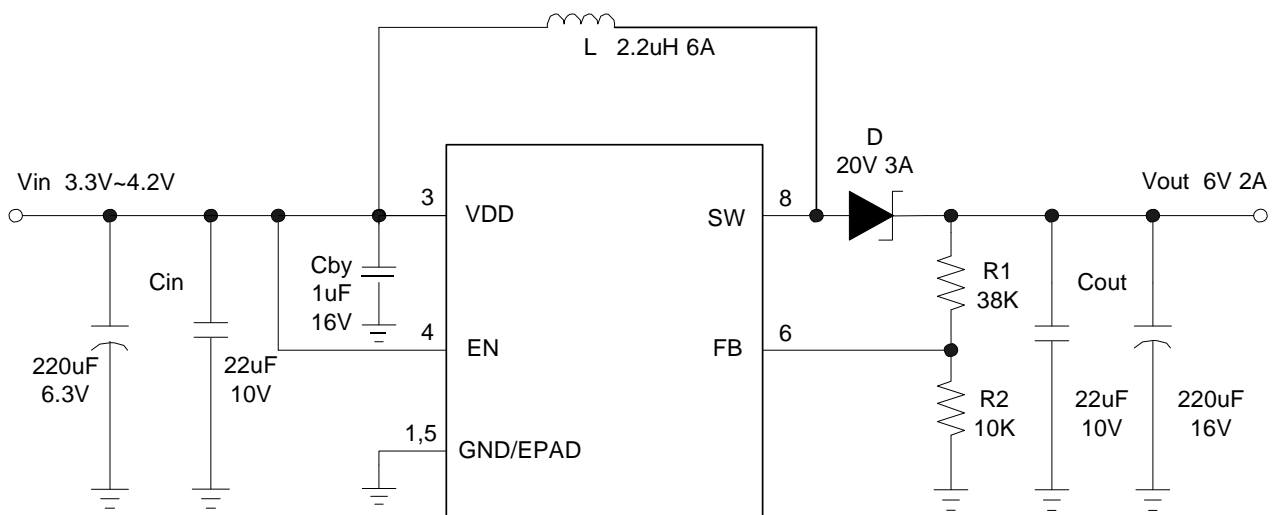 L 2.2uH 6A
D
20V 3A
Vin 3.3V~4.2V
3
VDD
SW
8
Vout 6V 2A
Cin
Cby
1uF
16V
R1
38K
Cout
4
EN
FB
6
220uF
6.3V
22uF
10V
R2
10K
22uF
10V
220uF
16V
1,5
GND/EPAD